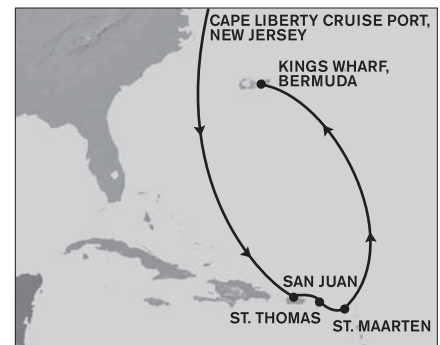 CAPE LIBERTY CRUISE PORT,
NEW JERSEY
KINGS WHARF,
BERMUDA
SAN JUAN
ST. THOMAS
ST. MAARTEN